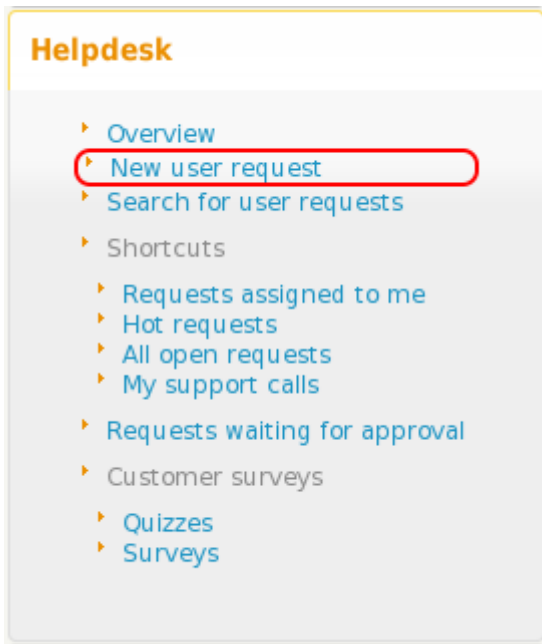 Helpdesk
Overview
New user request
Search for user requests
Shortcuts
Requests assigned to me
Hot requests
All open requests
My support calls
Requests waiting for approval
Customer surveys
Quizzes
Surveys